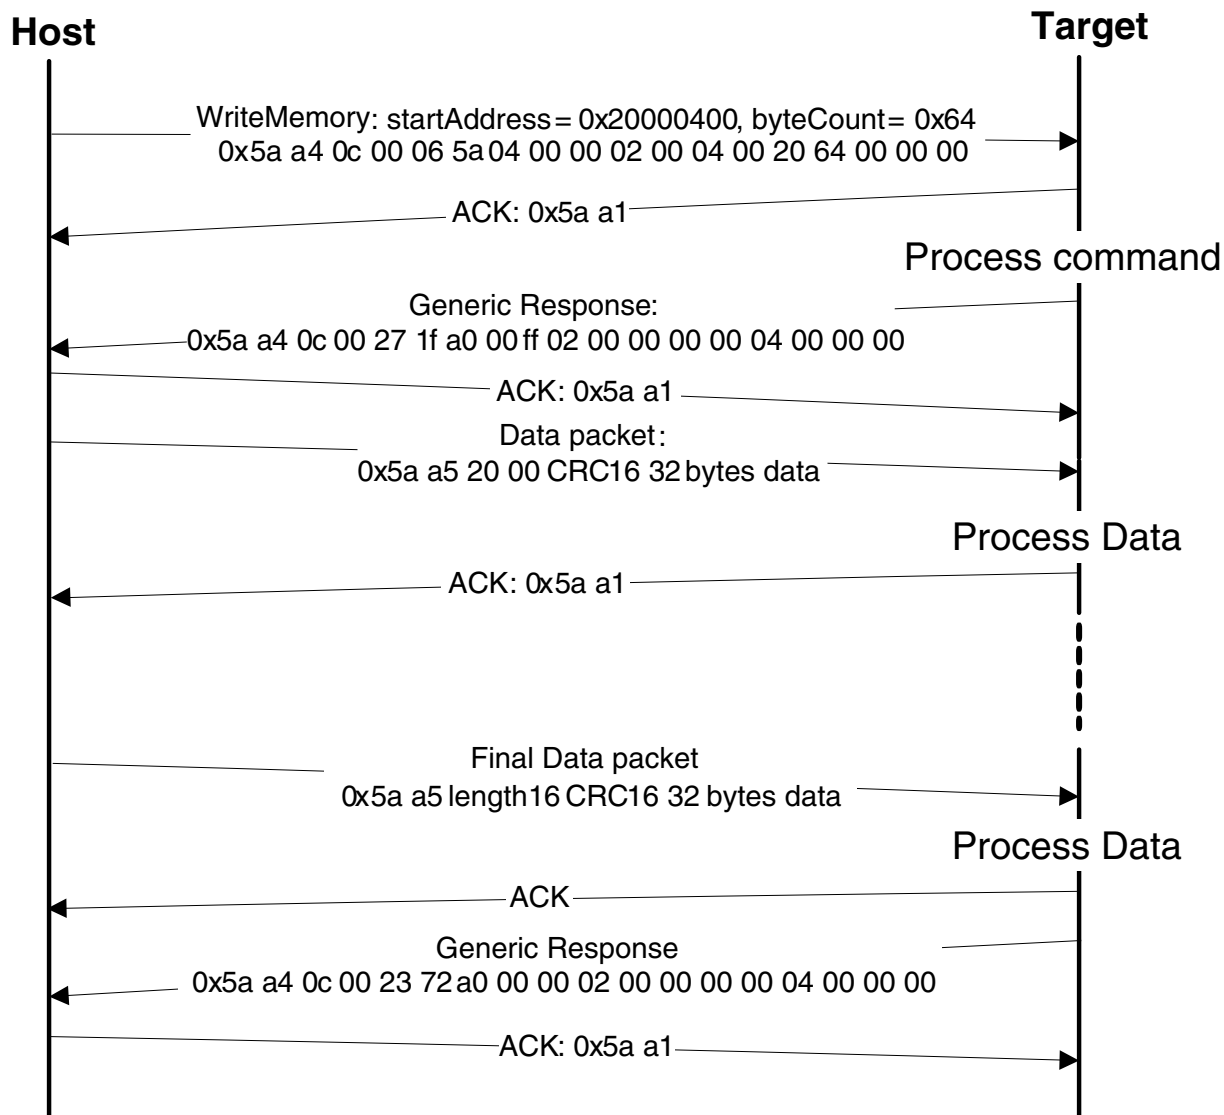 Host
Target
WriteMemory: startAddress = 0x20000400, byteCount = 0x64
0x5a a4 0c 00 06 5a 04 00 00 02 00 04 00 20 64 00 00 00
ACK: 0x5a a1
Process command
Generic Response:
0x5a a4 0c 00 27 1f a0 00 ff 02 00 00 00 00 04 00 00 00
ACK: 0x5a a1
Data packet:
0x5a a5 20 00 CRC16 32 bytes data
Process Data
ACK: 0x5a a1
Final Data packet
0x5a a5 length16 CRC16 32 bytes data
Process Data
ACK
Generic Response
0x5a a4 0c 00 23 72 a0 00 00 02 00 00 00 00 04 00 00 00
ACK: 0x5a a1